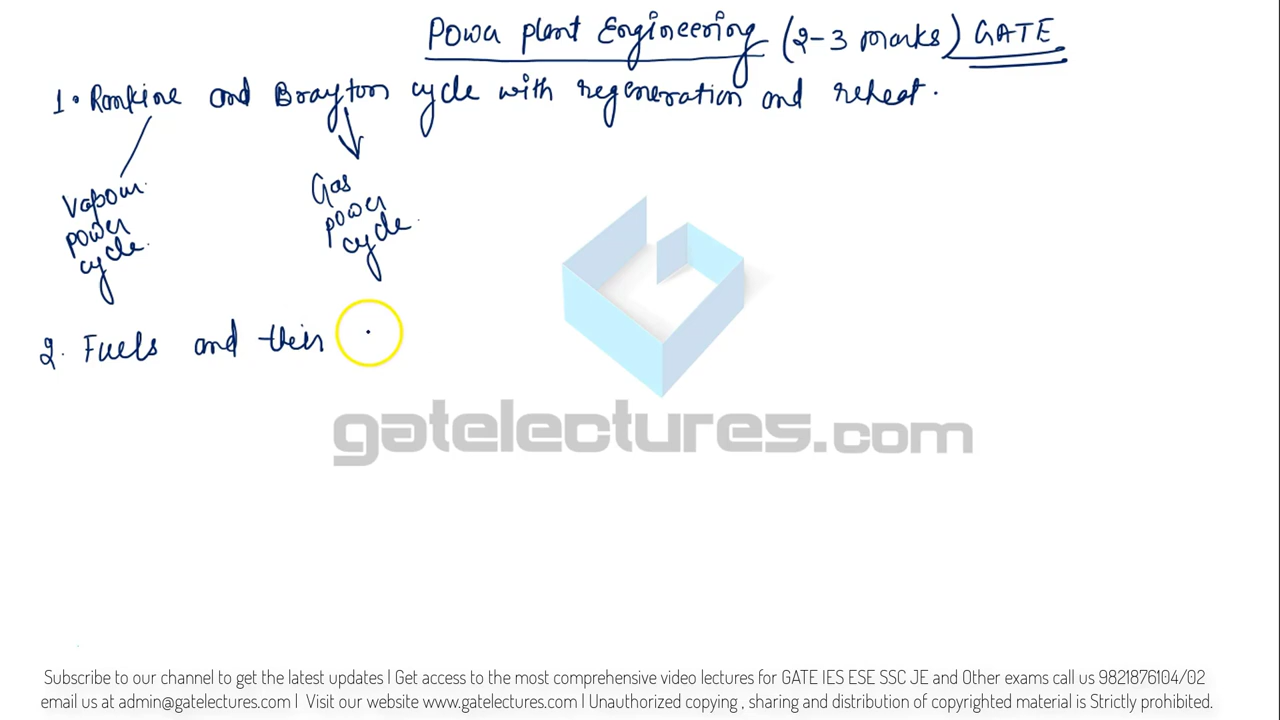 Power plant Engineering (2-3 marks) GATE
1. Rankine and Brayton cycle with regeneration and reheat.
Vapour power cycle.
Gas power cycle.
2. Fuels and their
gatelectures.com
Subscribe to our channel to get the latest updates | Get access to the most comprehensive video lectures for GATE IES ESE SSC JE and Other exams call us 9821876104/02
email us at admin@gatelectures.com | Visit our website www.gatelectures.com | Unauthorized copying , sharing and distribution of copyrighted material is Strictly prohibited.